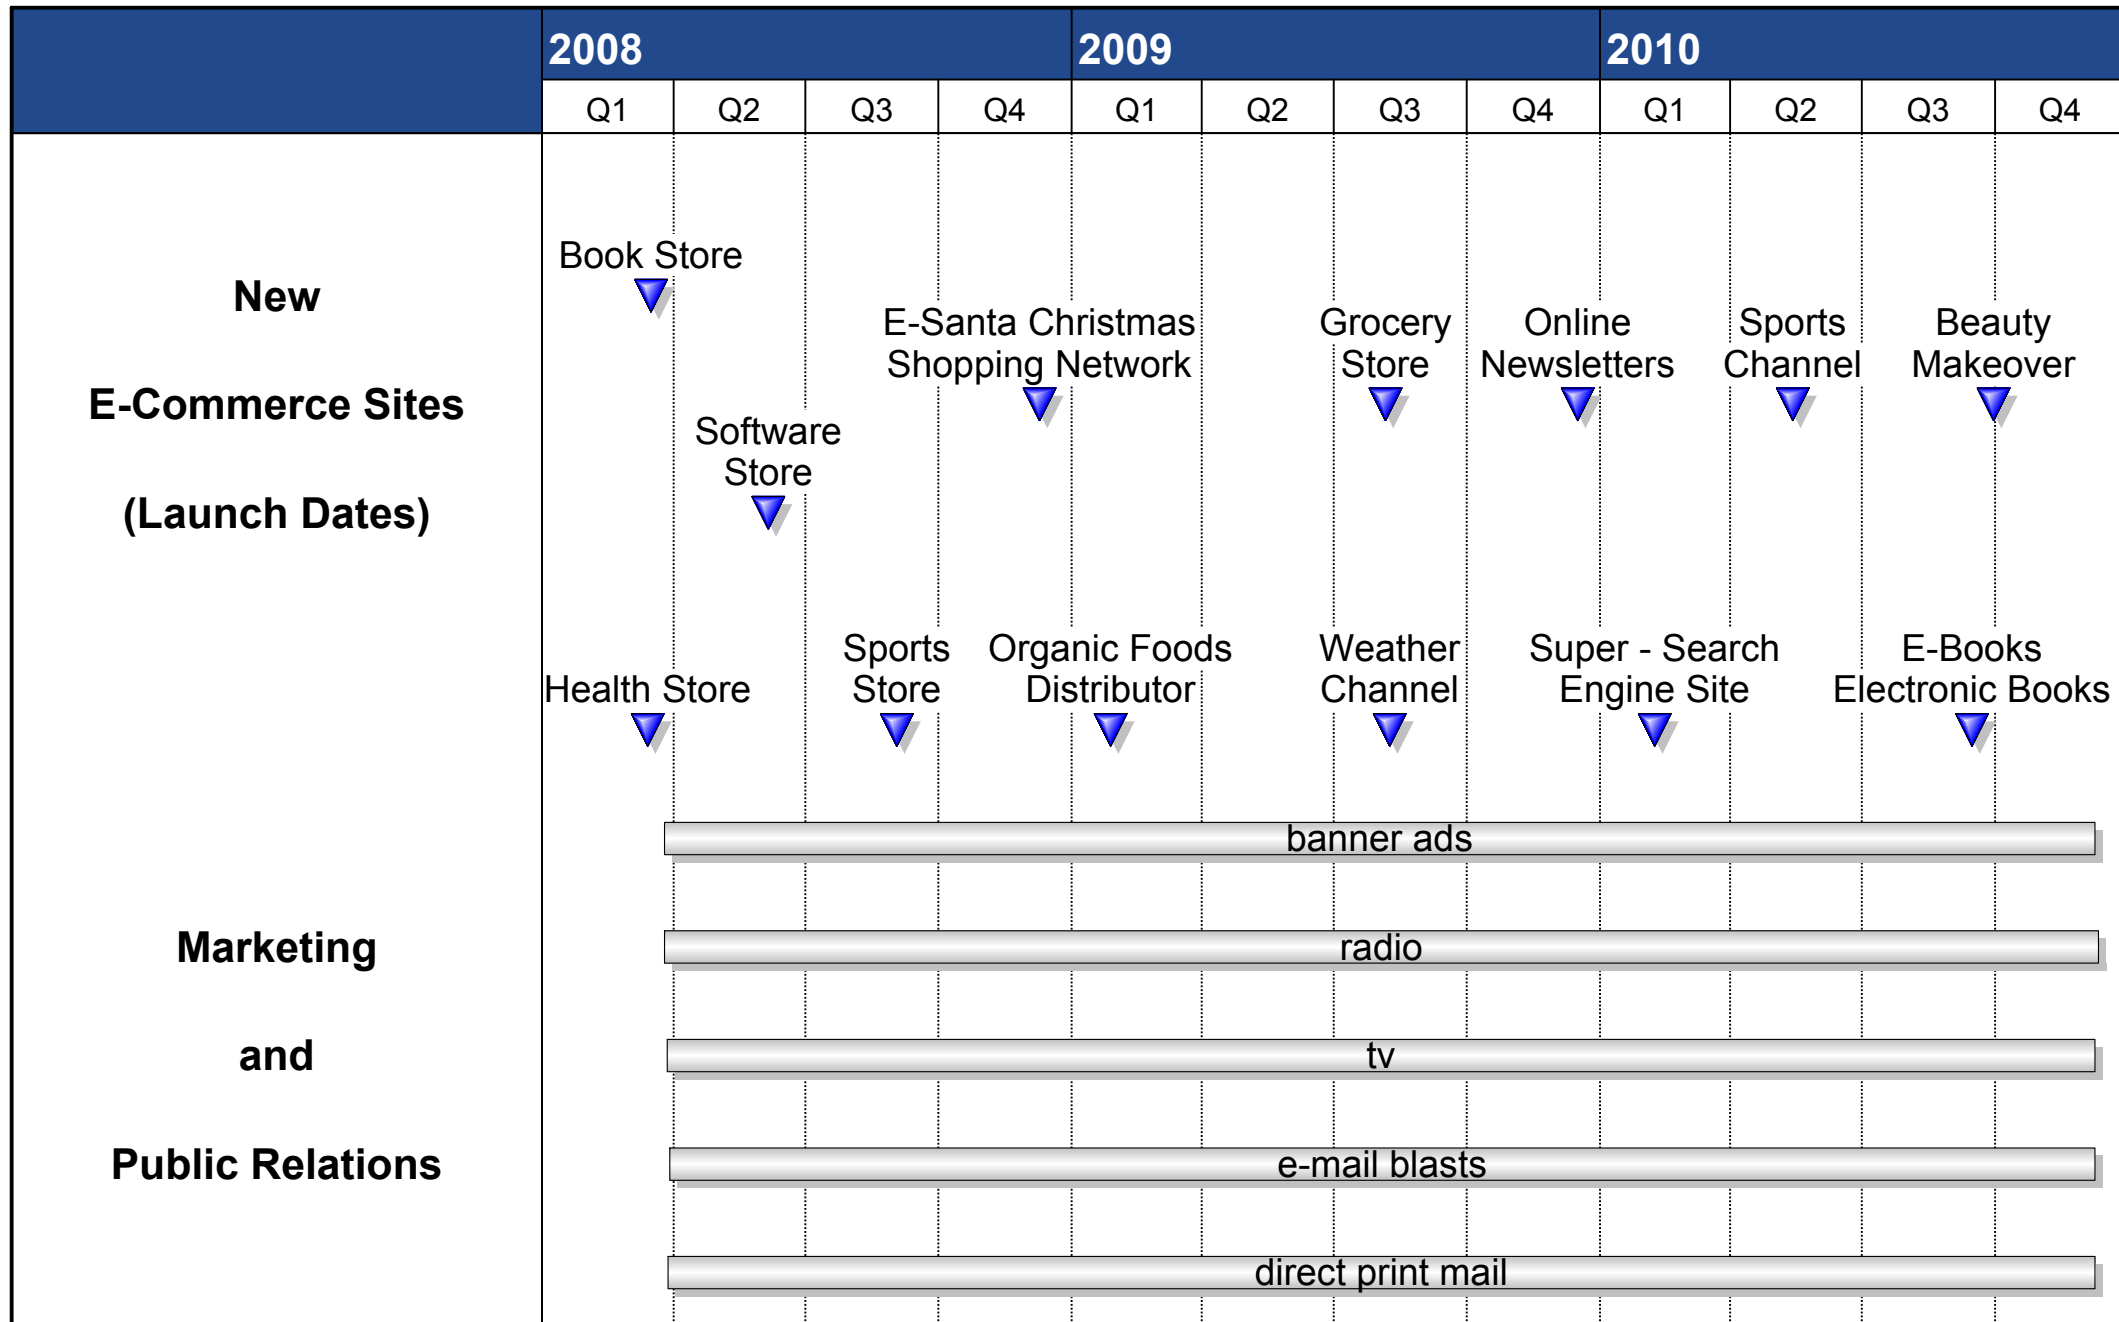 2008 2009 2010
Q1 Q2 Q3 Q4 Q1 Q2 Q3 Q4 Q1 Q2 Q3 Q4
New
E-Commerce Sites
(Launch Dates)
Book Store
E-Santa Christmas
Shopping Network
Grocery
Store
Online
Newsletters
Sports
Channel
Beauty
Makeover
Software
Store
Health Store
Sports
Store
Organic Foods
Distributor
Weather
Channel
Super - Search
Engine Site
E-Books
Electronic Books
Marketing
and
Public Relations
banner ads
radio
tv
e-mail blasts
direct print mail